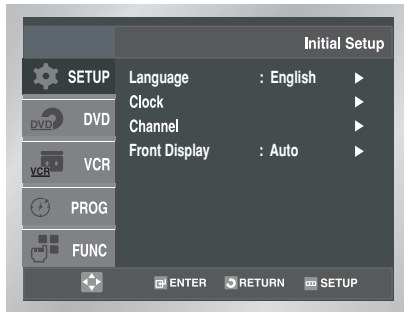 Initial Setup
SETUP
DVD DVD
VCR VCR
PROG
FUNC
Language : English
Clock
Channel
Front Display : Auto
ENTER RETURN SETUP